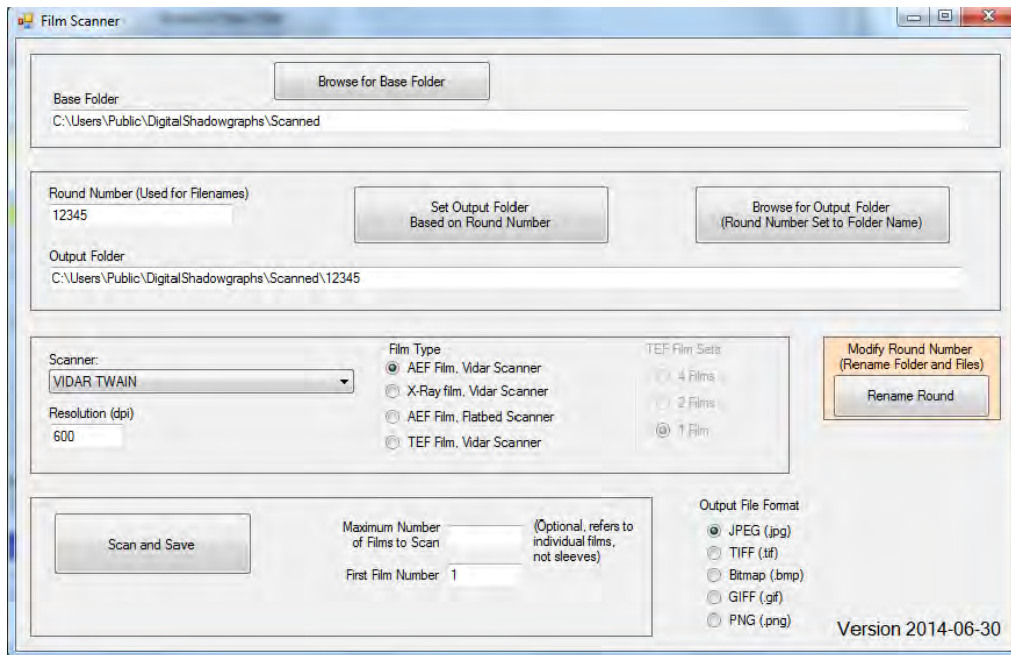 Film Scanner
Browse for Base Folder
Base Folder
C:\Users\Public\DigitalShadowgraphs\Scanned
Round Number (Used for Filenames)
12345
Set Output Folder
Based on Round Number
Browse for Output Folder
(Round Number Set to Folder Name)
Output Folder
C:\Users\Public\DigitalShadowgraphs\Scanned\12345
Scanner:
VIDAR TWAIN
Resolution (dpi)
600
Film Type
AEF Film, Vidar Scanner
X-Ray film, Vidar Scanner
AEF Film, Flatbed Scanner
TEF Film, Vidar Scanner
TEF Film Sets
4 Films
2 Films
1 Film
Modify Round Number
(Rename Folder and Files)
Rename Round
Scan and Save
Maximum Number
of Films to Scan
(Optional, refers to
individual films,
not sleeves)
First Film Number 1
Output File Format
JPEG (.jpg)
TIFF (.tif)
Bitmap (.bmp)
GIFF (.gif)
PNG (.png)
Version 2014-06-30